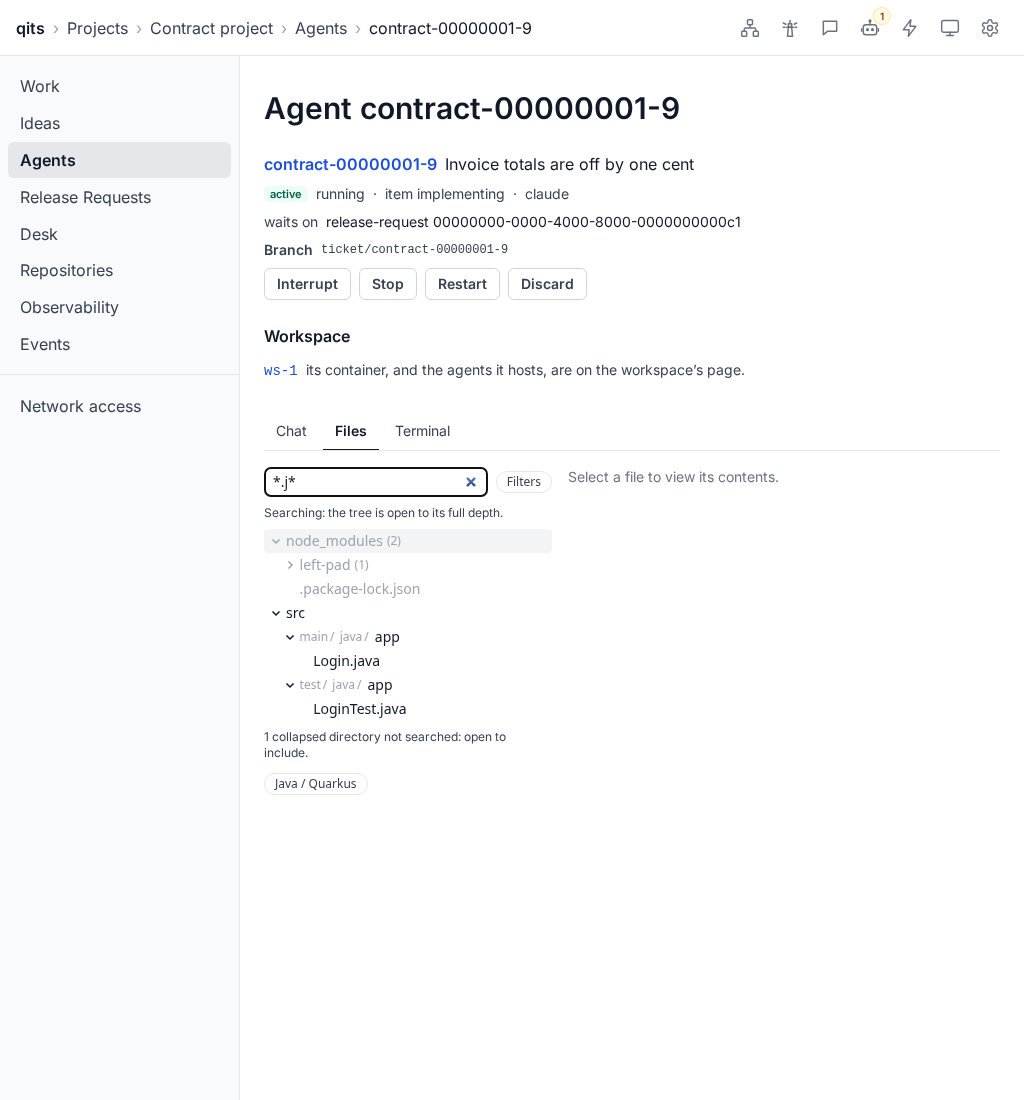 qits › Projects › Contract project › Agents › contract-00000001-9
1
Work
Ideas
Agents
Release Requests
Desk
Repositories
Observability
Events
Network access
Agent contract-00000001-9
contract-00000001-9 Invoice totals are off by one cent
active running · item implementing · claude
waits on release-request 00000000-0000-4000-8000-0000000000c1
Branch ticket/contract-00000001-9
Interrupt Stop Restart Discard
Workspace
ws-1 its container, and the agents it hosts, are on the workspace’s page.
Chat Files Terminal
*.j* Filters
Select a file to view its contents.
Searching: the tree is open to its full depth.
node_modules (2)
left-pad (1)
.package-lock.json
src
main/ java/ app
Login.java
test/ java/ app
LoginTest.java
1 collapsed directory not searched: open to
include.
Java / Quarkus